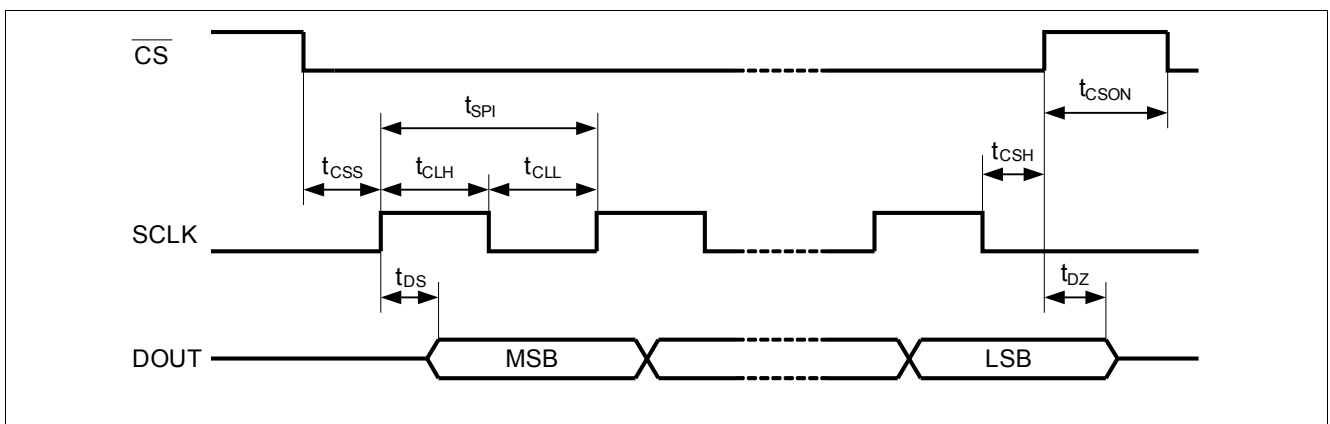 CS
tCSON
tSPI
tCSH
tCSS tCLH tCLL
SCLK
tDS tDZ
DOUT MSB LSB